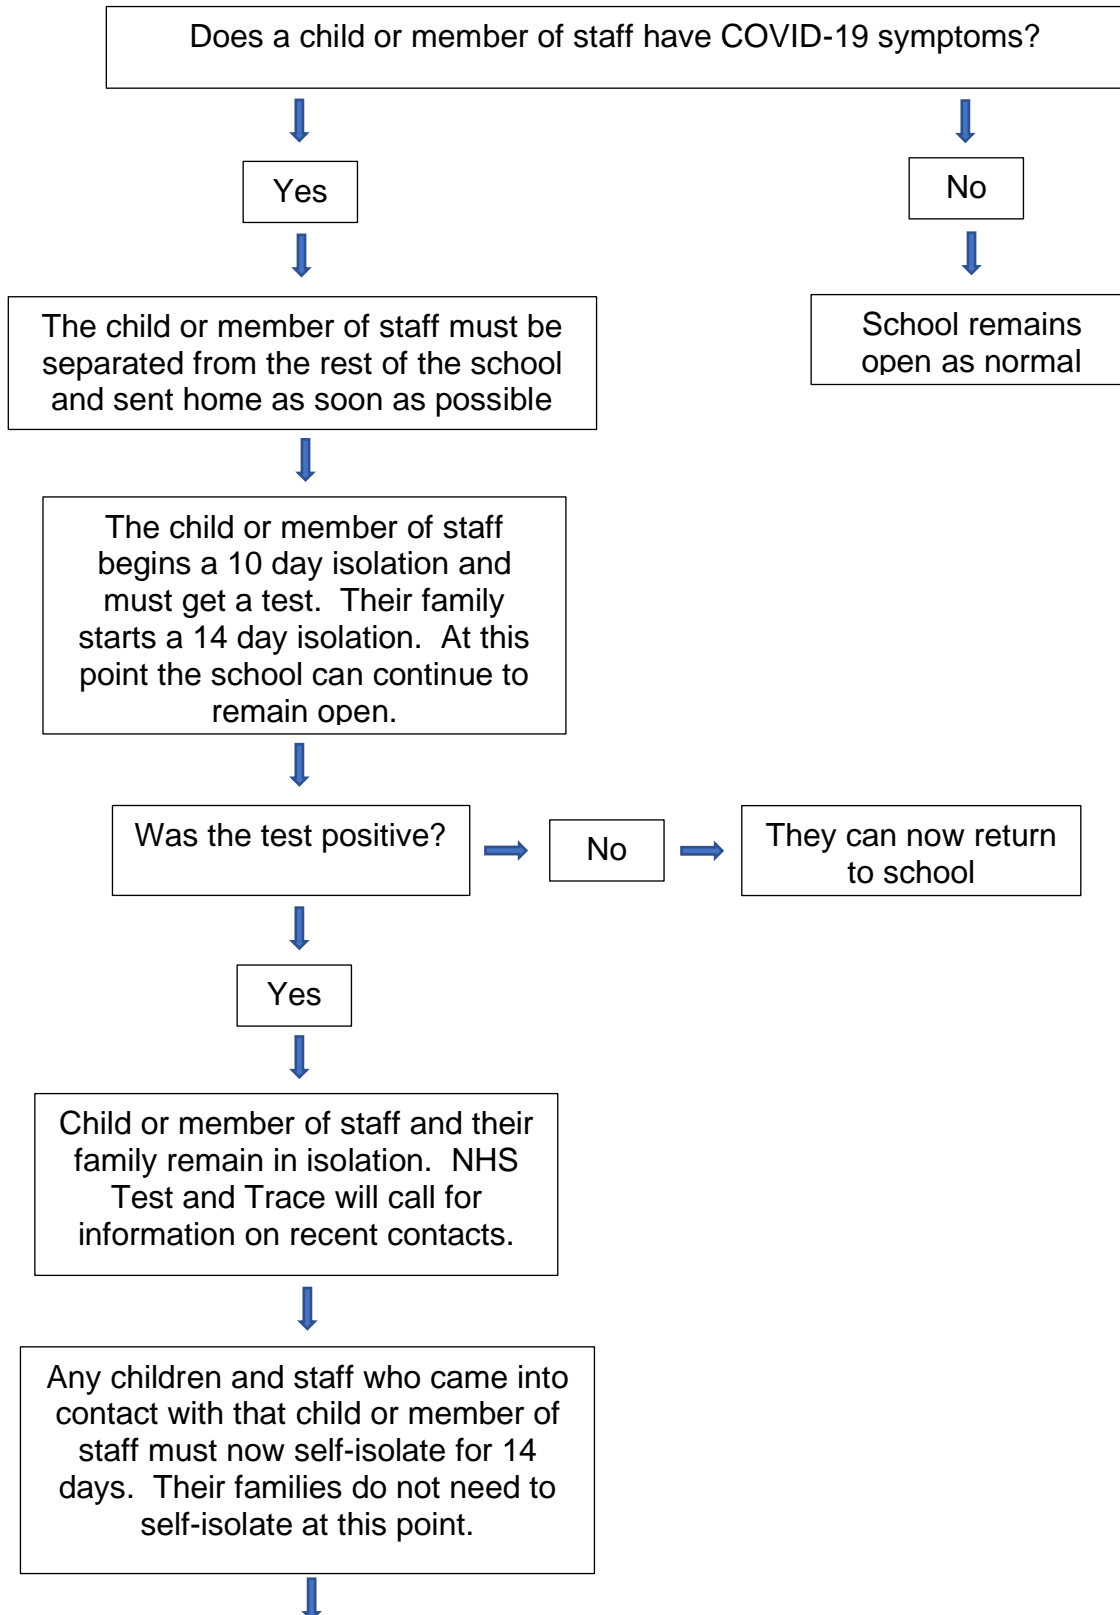 Does a child or member of staff have COVID-19 symptoms?
Yes
No
The child or member of staff must be
separated from the rest of the school
and sent home as soon as possible
School remains
open as normal
The child or member of staff
begins a 10 day isolation and
must get a test.  Their family
starts a 14 day isolation.  At this
point the school can continue to
remain open.
Was the test positive?
No
They can now return
to school
Yes
Child or member of staff and their
family remain in isolation.  NHS
Test and Trace will call for
information on recent contacts.
Any children and staff who came into
contact with that child or member of
staff must now self-isolate for 14
days.  Their families do not need to
self-isolate at this point.